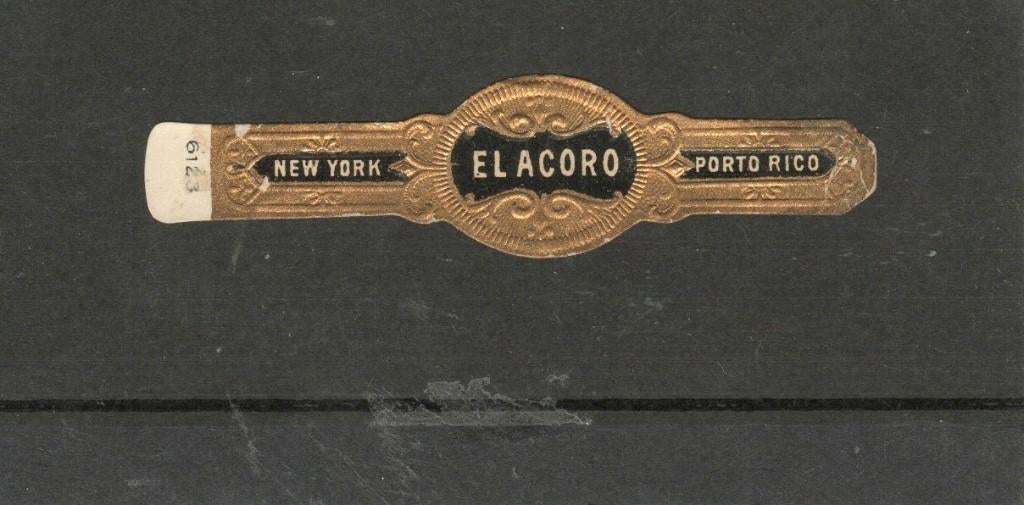 6123
NEW YORK
EL ACORO
PORTO RICO